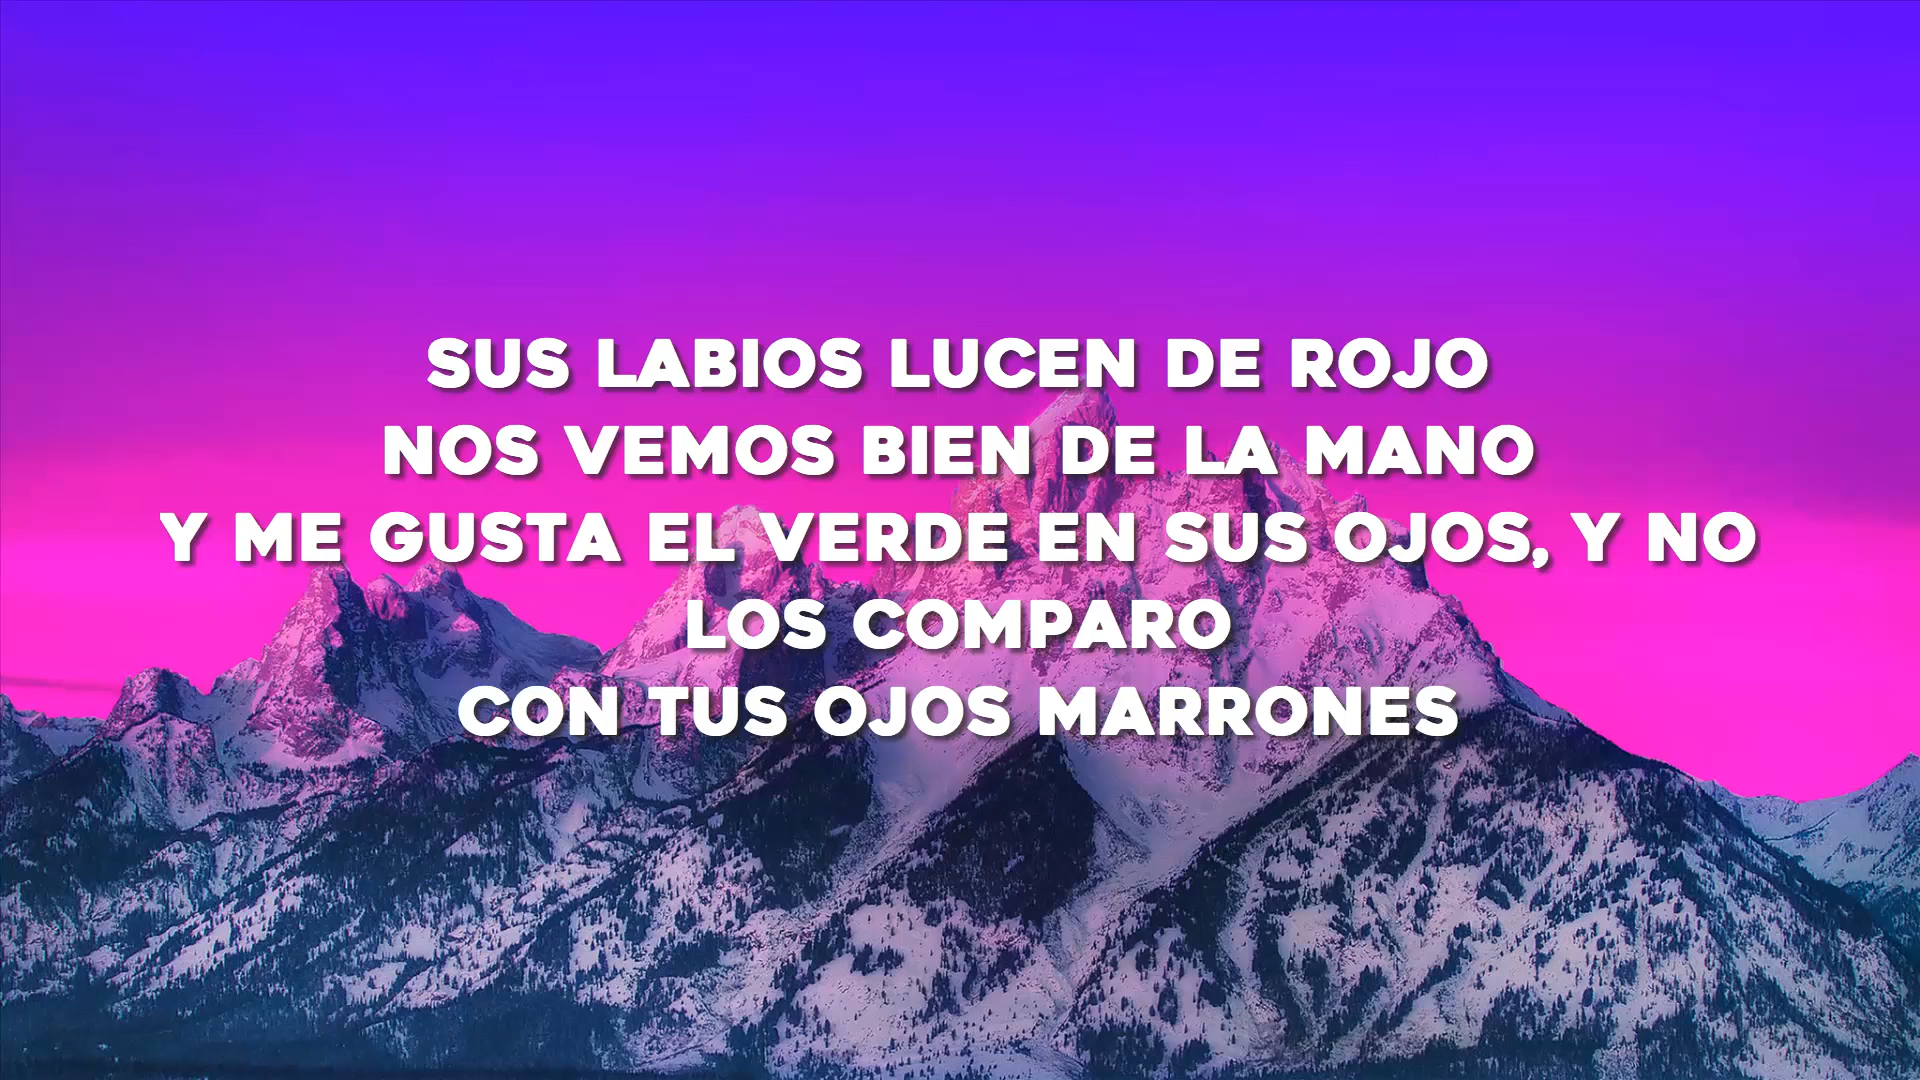 SUS LABIOS LUCEN DE ROJO
NOS VEMOS BIEN DE LA MANO
Y ME GUSTA EL VERDE EN SUS OJOS, Y NO
LOS COMPARO
CON TUS OJOS MARRONES